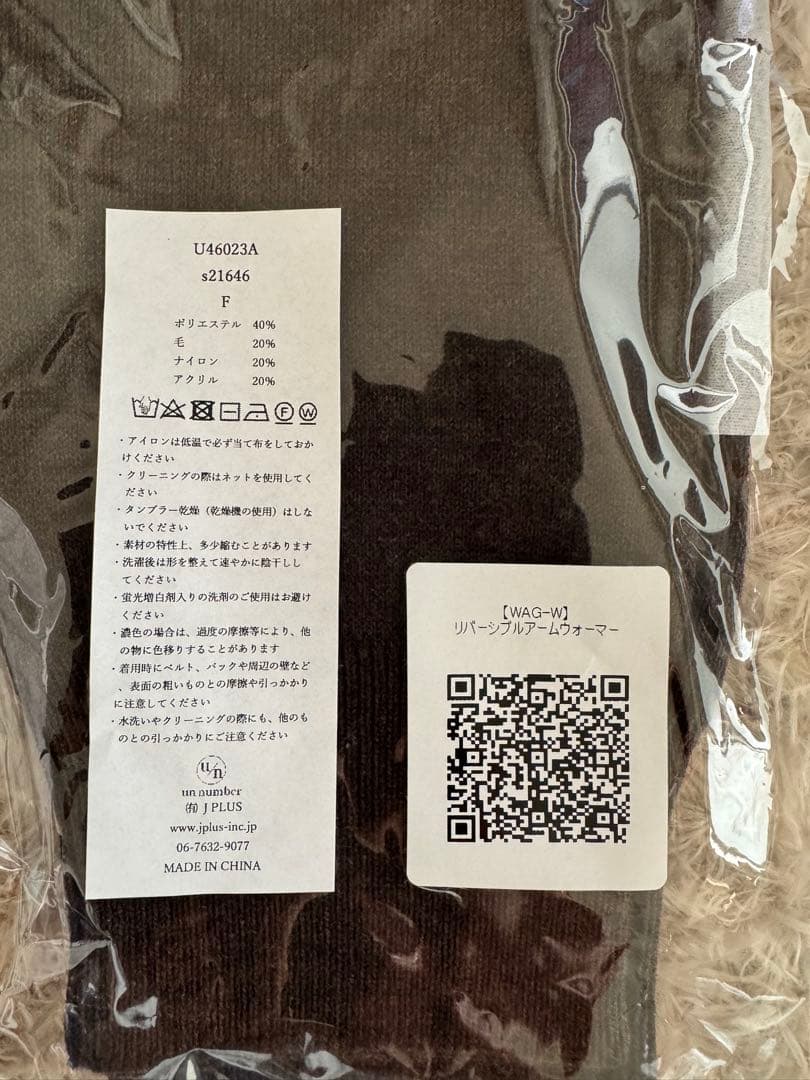 U46023A
s21646
F
ポリエステル 40%
毛 20%
ナイロン 20%
アクリル 20%
F W
・アイロンは低温で必ず当て布をしておか
けください
・クリーニングの際はネットを使用してく
ださい
・タンブラー乾燥（乾燥機の使用）はしな
いでください
・素材の特性上、多少縮むことがあります
・洗濯後は形を整えて速やかに陰干しし
てください
・蛍光増白剤入りの洗剤のご使用はお避け
ください
・濃色の場合は、過度の摩擦等により、他
の物に色移りすることがあります
・着用時にベルト、バックや周辺の壁など
、表面の粗いものとの摩擦や引っかかり
に注意してください
・水洗いやクリーニングの際にも、他のも
のとの引っかかりにご注意ください
u/n
un number
㈲ J PLUS
www.jplus-inc.jp
06-7632-9077
MADE IN CHINA
【WAG-W】
リバーシブルアームウォーマー